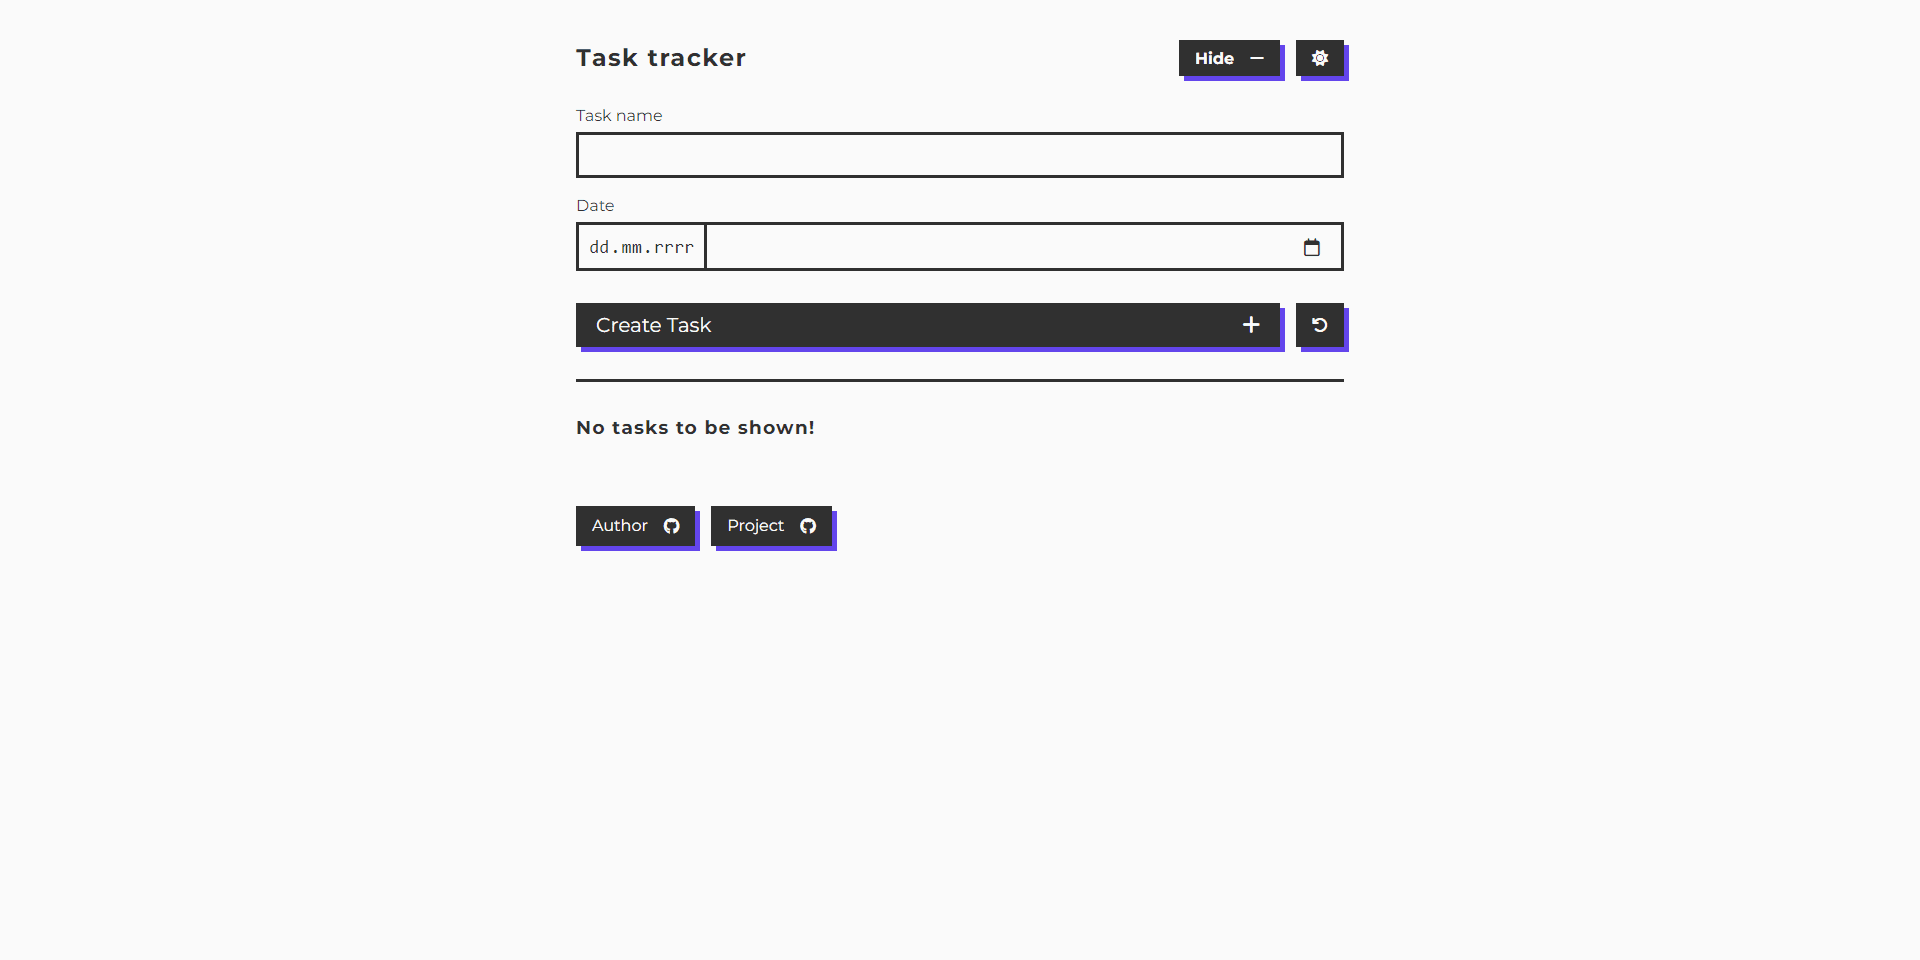 Task tracker
Hide
Task name
Date
dd.mm.rrrr
Create Task
No tasks to be shown!
Author
Project